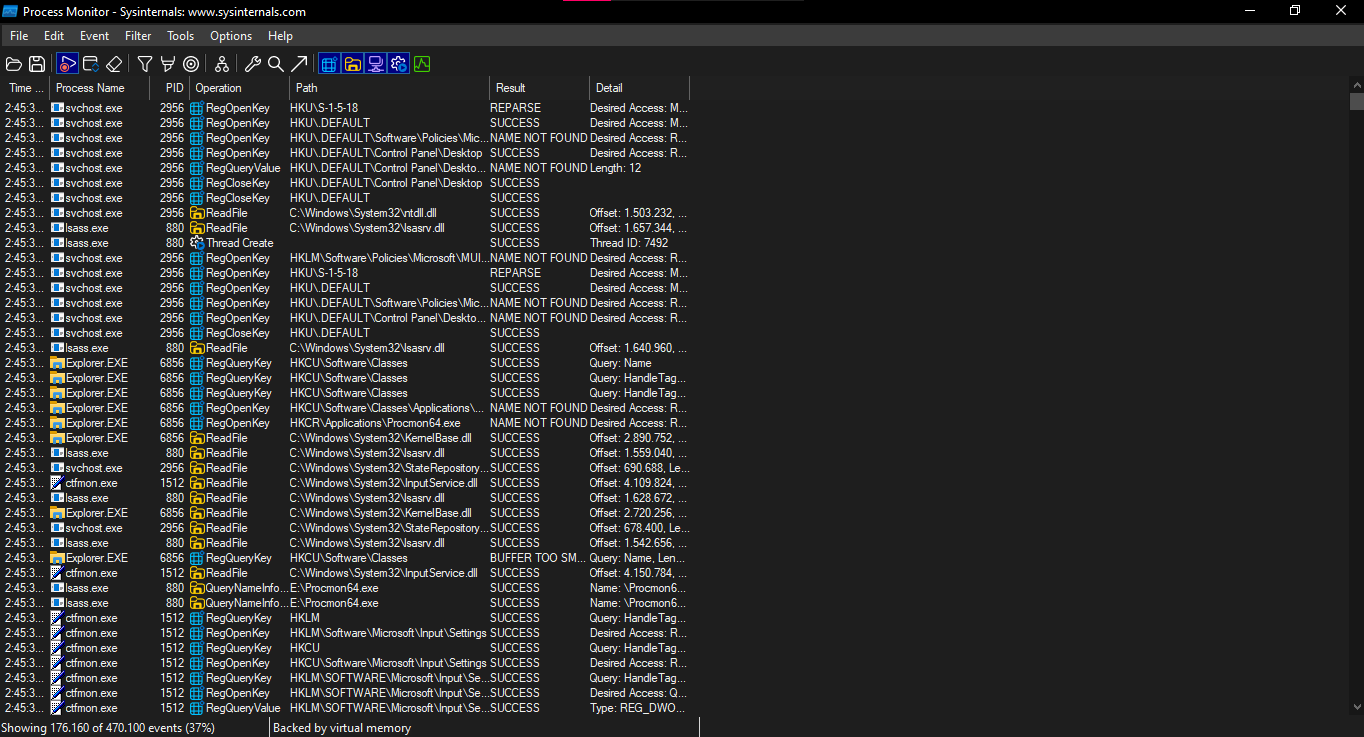 Process Monitor - Sysinternals: www.sysinternals.com
File Edit Event Filter Tools Options Help
Time ... Process Name PID Operation Path Result Detail
2:45:3... svchost.exe 2956 RegOpenKey HKU\S-1-5-18 REPARSE Desired Access: M...
2:45:3... svchost.exe 2956 RegOpenKey HKU\.DEFAULT SUCCESS Desired Access: M...
2:45:3... svchost.exe 2956 RegOpenKey HKU\.DEFAULT\Software\Policies\Mic... NAME NOT FOUND Desired Access: R...
2:45:3... svchost.exe 2956 RegOpenKey HKU\.DEFAULT\Control Panel\Desktop SUCCESS Desired Access: R...
2:45:3... svchost.exe 2956 RegQueryValue HKU\.DEFAULT\Control Panel\Deskto... NAME NOT FOUND Length: 12
2:45:3... svchost.exe 2956 RegCloseKey HKU\.DEFAULT\Control Panel\Desktop SUCCESS
2:45:3... svchost.exe 2956 RegCloseKey HKU\.DEFAULT SUCCESS
2:45:3... svchost.exe 2956 ReadFile C:\Windows\System32\ntdll.dll SUCCESS Offset: 1.503.232, ...
2:45:3... lsass.exe 880 ReadFile C:\Windows\System32\lsasrv.dll SUCCESS Offset: 1.657.344, ...
2:45:3... lsass.exe 880 Thread Create SUCCESS Thread ID: 7492
2:45:3... svchost.exe 2956 RegOpenKey HKLM\Software\Policies\Microsoft\MUI... NAME NOT FOUND Desired Access: R...
2:45:3... svchost.exe 2956 RegOpenKey HKU\S-1-5-18 REPARSE Desired Access: M...
2:45:3... svchost.exe 2956 RegOpenKey HKU\.DEFAULT SUCCESS Desired Access: M...
2:45:3... svchost.exe 2956 RegOpenKey HKU\.DEFAULT\Software\Policies\Mic... NAME NOT FOUND Desired Access: R...
2:45:3... svchost.exe 2956 RegOpenKey HKU\.DEFAULT\Control Panel\Deskto... NAME NOT FOUND Desired Access: R...
2:45:3... svchost.exe 2956 RegCloseKey HKU\.DEFAULT SUCCESS
2:45:3... lsass.exe 880 ReadFile C:\Windows\System32\lsasrv.dll SUCCESS Offset: 1.640.960, ...
2:45:3... Explorer.EXE 6856 RegQueryKey HKCU\Software\Classes SUCCESS Query: Name
2:45:3... Explorer.EXE 6856 RegQueryKey HKCU\Software\Classes SUCCESS Query: HandleTag...
2:45:3... Explorer.EXE 6856 RegQueryKey HKCU\Software\Classes SUCCESS Query: HandleTag...
2:45:3... Explorer.EXE 6856 RegOpenKey HKCU\Software\Classes\Applications\... NAME NOT FOUND Desired Access: R...
2:45:3... Explorer.EXE 6856 RegOpenKey HKCR\Applications\Procmon64.exe NAME NOT FOUND Desired Access: R...
2:45:3... Explorer.EXE 6856 ReadFile C:\Windows\System32\KernelBase.dll SUCCESS Offset: 2.890.752, ...
2:45:3... lsass.exe 880 ReadFile C:\Windows\System32\lsasrv.dll SUCCESS Offset: 1.559.040, ...
2:45:3... svchost.exe 2956 ReadFile C:\Windows\System32\StateRepository... SUCCESS Offset: 690.688, Le...
2:45:3... ctfmon.exe 1512 ReadFile C:\Windows\System32\InputService.dll SUCCESS Offset: 4.109.824, ...
2:45:3... lsass.exe 880 ReadFile C:\Windows\System32\lsasrv.dll SUCCESS Offset: 1.628.672, ...
2:45:3... Explorer.EXE 6856 ReadFile C:\Windows\System32\KernelBase.dll SUCCESS Offset: 2.720.256, ...
2:45:3... svchost.exe 2956 ReadFile C:\Windows\System32\StateRepository... SUCCESS Offset: 678.400, Le...
2:45:3... lsass.exe 880 ReadFile C:\Windows\System32\lsasrv.dll SUCCESS Offset: 1.542.656, ...
2:45:3... Explorer.EXE 6856 RegQueryKey HKCU\Software\Classes BUFFER TOO SM... Query: Name, Len...
2:45:3... ctfmon.exe 1512 ReadFile C:\Windows\System32\InputService.dll SUCCESS Offset: 4.150.784, ...
2:45:3... lsass.exe 880 QueryNameInfo... E:\Procmon64.exe SUCCESS Name: \Procmon6...
2:45:3... lsass.exe 880 QueryNameInfo... E:\Procmon64.exe SUCCESS Name: \Procmon6...
2:45:3... ctfmon.exe 1512 RegQueryKey HKLM SUCCESS Query: HandleTag...
2:45:3... ctfmon.exe 1512 RegOpenKey HKLM\Software\Microsoft\Input\Settings SUCCESS Desired Access: R...
2:45:3... ctfmon.exe 1512 RegQueryKey HKCU SUCCESS Query: HandleTag...
2:45:3... ctfmon.exe 1512 RegOpenKey HKCU\Software\Microsoft\Input\Settings SUCCESS Desired Access: R...
2:45:3... ctfmon.exe 1512 RegQueryKey HKLM\SOFTWARE\Microsoft\Input\Se... SUCCESS Query: HandleTag...
2:45:3... ctfmon.exe 1512 RegOpenKey HKLM\SOFTWARE\Microsoft\Input\Se... SUCCESS Desired Access: Q...
2:45:3... ctfmon.exe 1512 RegQueryValue HKLM\SOFTWARE\Microsoft\Input\Se... SUCCESS Type: REG_DWO...
Showing 176.160 of 470.100 events (37%) Backed by virtual memory